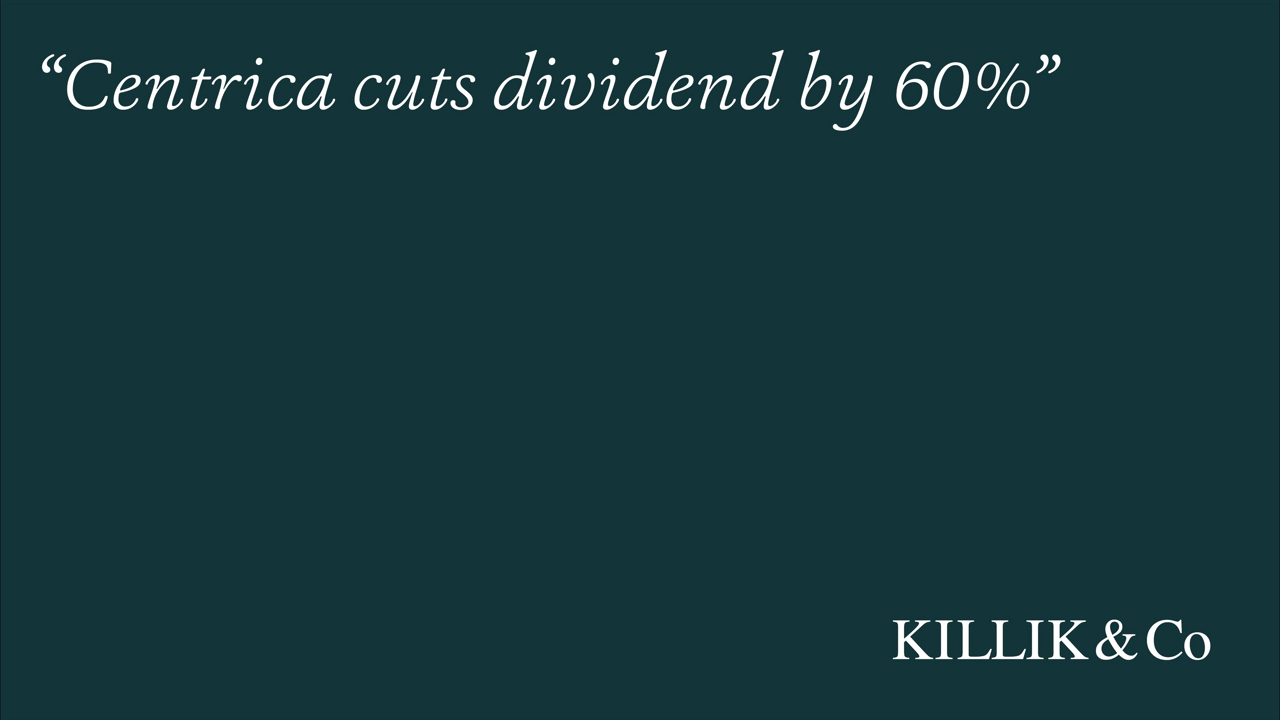 “Centrica cuts dividend by 60%”
KILLIK & Co